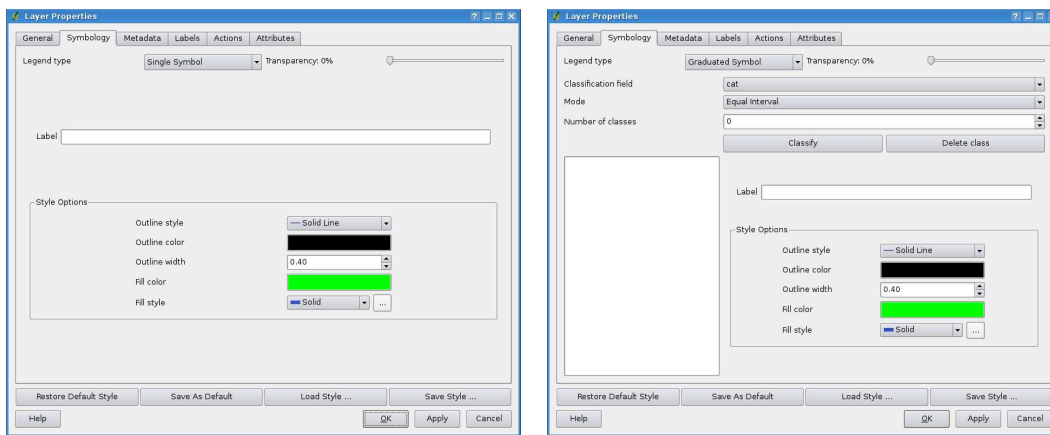 Layer Properties
General Symbology Metadata Labels Actions Attributes
Legend type Single Symbol Transparency: 0%
Label
Style Options
Outline style Solid Line
Outline color
Outline width 0.40
Fill color
Fill style Solid ...
Restore Default Style Save As Default Load Style ... Save Style ...
Help OK Apply Cancel
Layer Properties
General Symbology Metadata Labels Actions Attributes
Legend type Graduated Symbol Transparency: 0%
Classification field cat
Mode Equal Interval
Number of classes 0
Classify Delete class
Label
Style Options
Outline style Solid Line
Outline color
Outline width 0.40
Fill color
Fill style Solid ...
Restore Default Style Save As Default Load Style ... Save Style ...
Help OK Apply Cancel